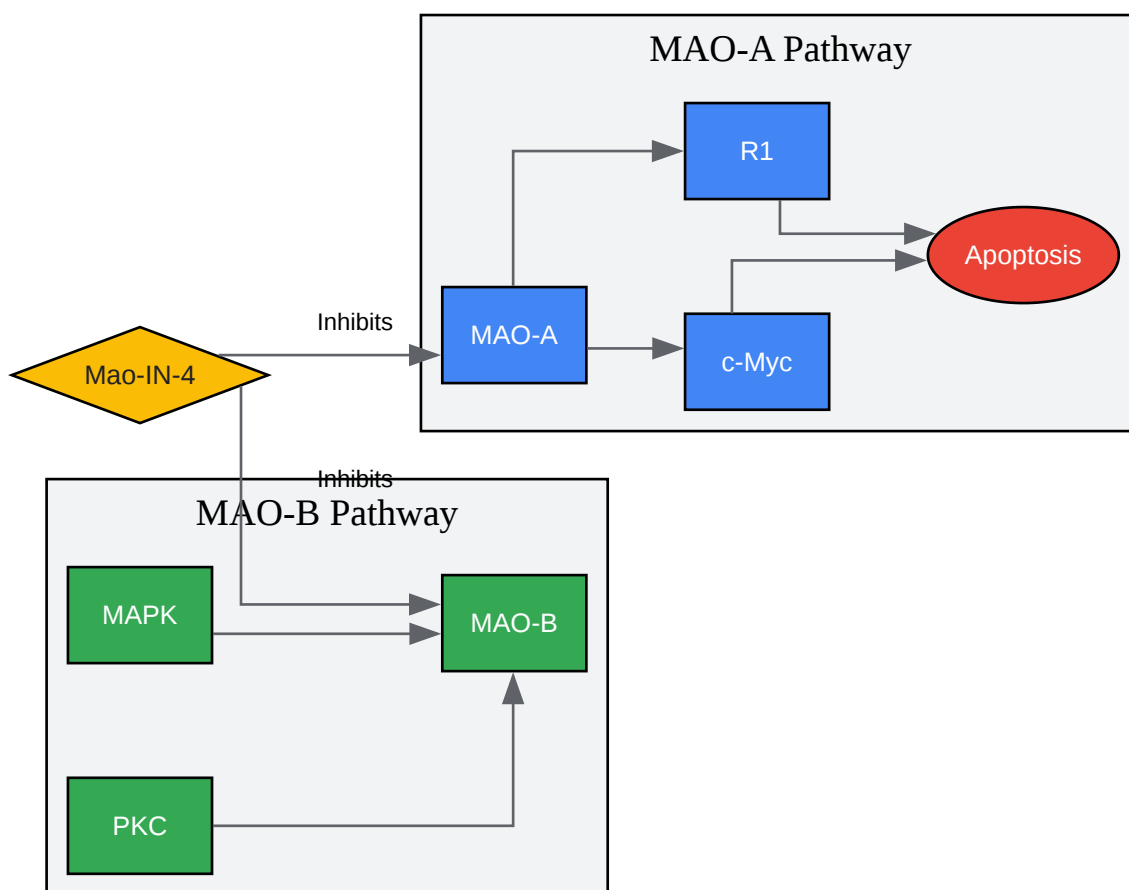 MAO-A Pathway
R1
Apoptosis
Inhibits
MAO-A
c-Myc
Mao-IN-4
Inhibits
MAO-B Pathway
MAPK
MAO-B
PKC